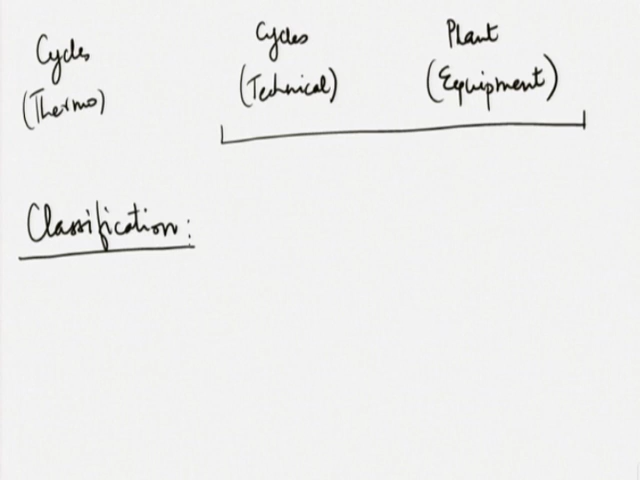 Cycles Cycles Plant
(Thermo) (Technical) (Equipment)
Classification: